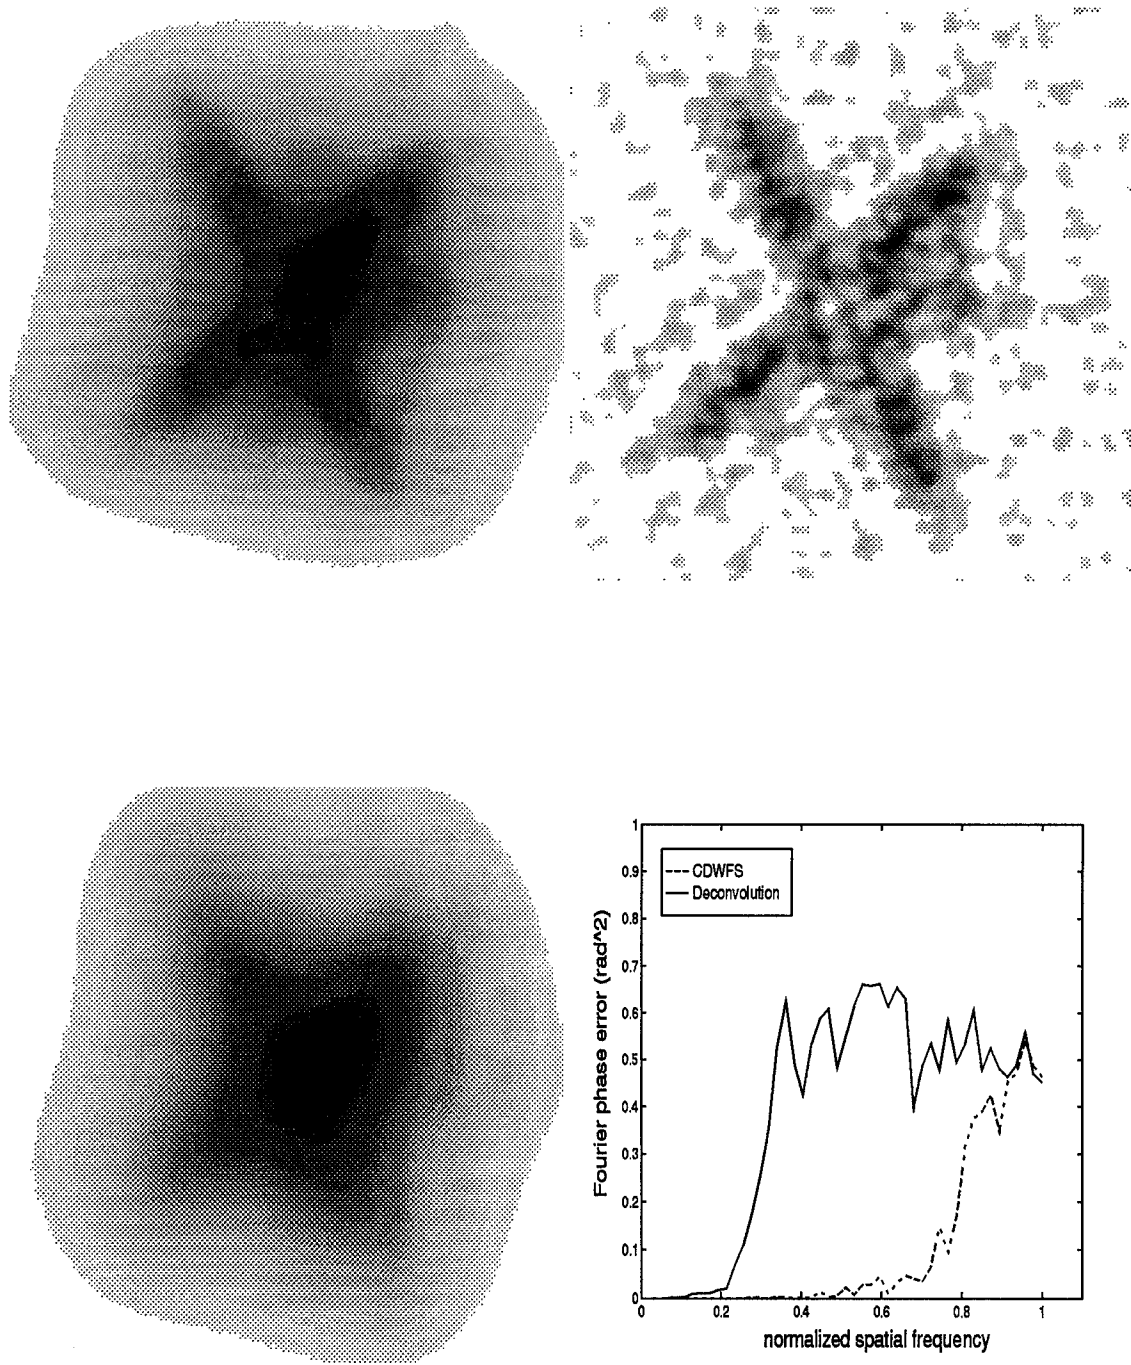 1
0.9
0.8
0.7
0.6
0.5
0.4
0.3
0.2
0.1
0
CDWFS
Deconvolution
Fourier phase error (rad^2)
0 0.2 0.4 0.6 0.8 1
normalized spatial frequency